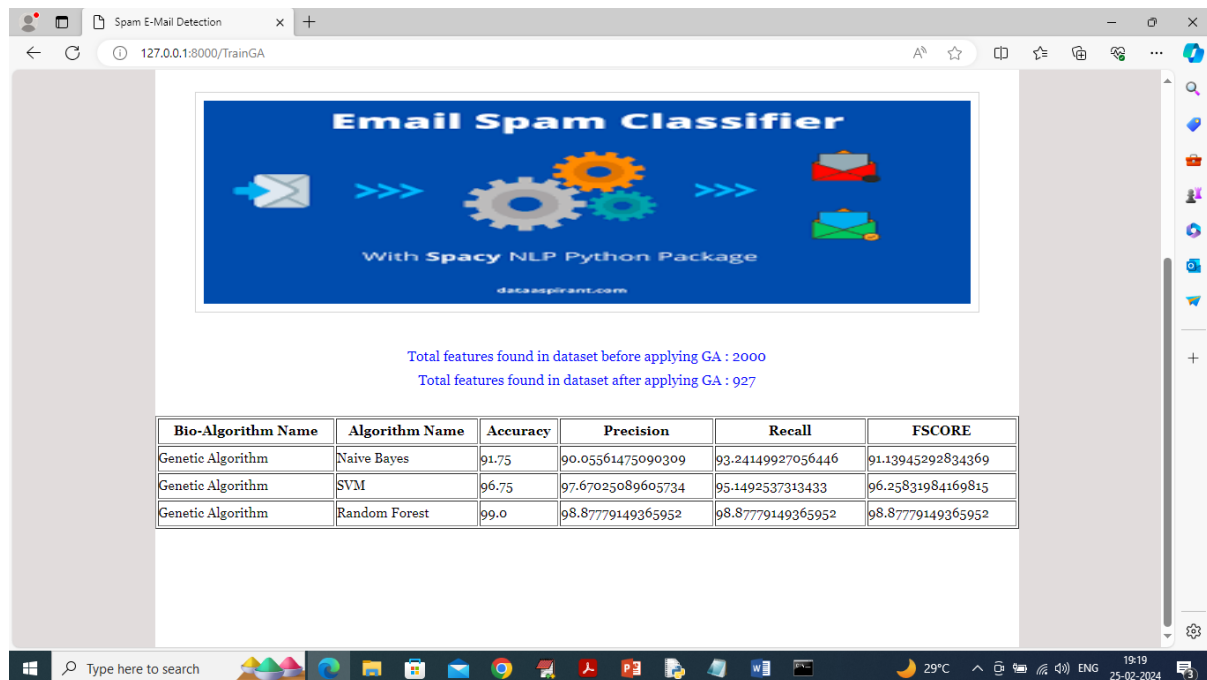 Spam E-Mail Detection
127.0.0.1:8000/TrainGA
Email Spam Classifier
>>> >>>
With Spacy NLP Python Package
dataaspirant.com
Total features found in dataset before applying GA : 2000
Total features found in dataset after applying GA : 927
Bio-Algorithm Name Algorithm Name Accuracy Precision Recall FSCORE
Genetic Algorithm Naive Bayes 91.75 90.05561475090309 93.24149927056446 91.13945292834369
Genetic Algorithm SVM 96.75 97.67025089605734 95.1492537313433 96.25831984169815
Genetic Algorithm Random Forest 99.0 98.87779149365952 98.87779149365952 98.87779149365952
Type here to search 29°C ENG 19:19
25-02-2024